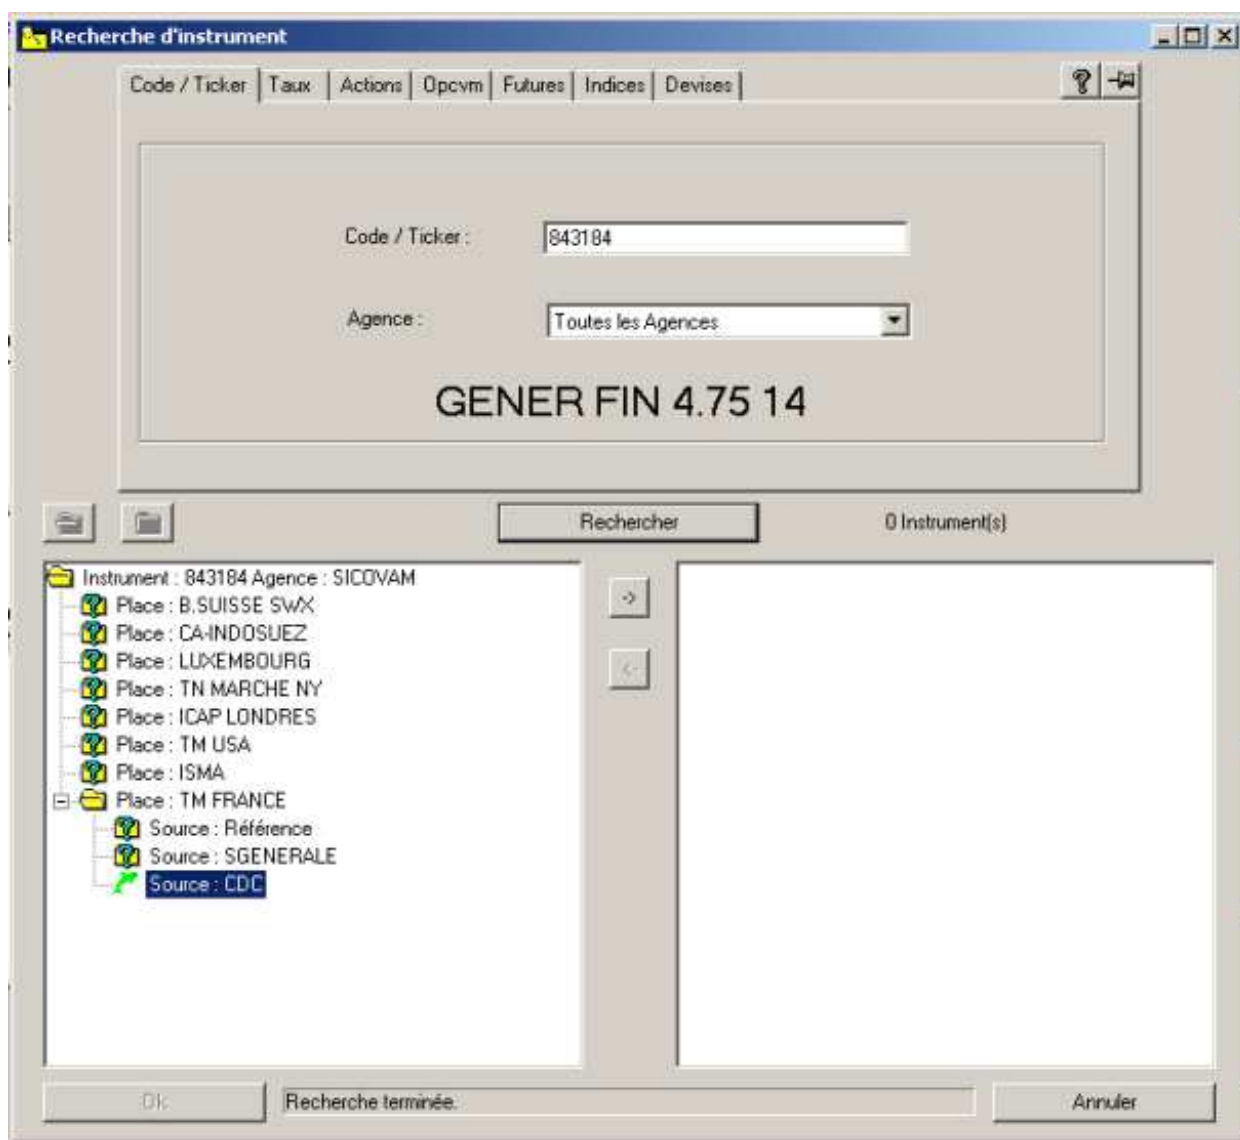 Recherche d'instrument
Code / Ticker Taux Actions Opcvm Futures Indices Devises
Code / Ticker : 843184
Agence : Toutes les Agences
GENER FIN 4.75 14
Rechercher 0 Instrument(s)
Instrument : 843184 Agence : SICOVAM
Place : B.SUISSE SWX
Place : CA-INDOSUEZ
Place : LUXEMBOURG
Place : TN MARCHE NY
Place : ICAP LONDRES
Place : TM USA
Place : ISMA
Place : TM FRANCE
Source : Référence
Source : SGENERALE
Source : CDC
Ok Recherche terminée. Annuler